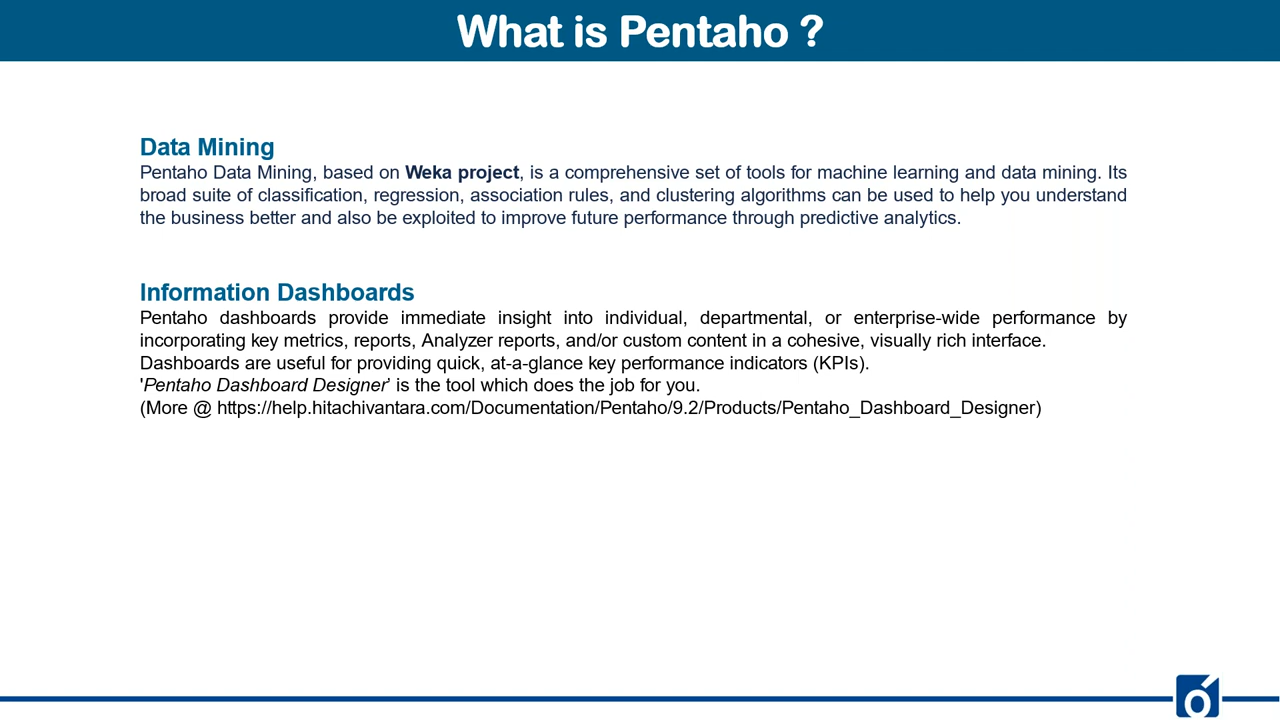 What is Pentaho ?
Data Mining
Pentaho Data Mining, based on Weka project, is a comprehensive set of tools for machine learning and data mining. Its
broad suite of classification, regression, association rules, and clustering algorithms can be used to help you understand
the business better and also be exploited to improve future performance through predictive analytics.
Information Dashboards
Pentaho dashboards provide immediate insight into individual, departmental, or enterprise-wide performance by
incorporating key metrics, reports, Analyzer reports, and/or custom content in a cohesive, visually rich interface.
Dashboards are useful for providing quick, at-a-glance key performance indicators (KPIs).
'Pentaho Dashboard Designer' is the tool which does the job for you.
(More @ https://help.hitachivantara.com/Documentation/Pentaho/9.2/Products/Pentaho_Dashboard_Designer)